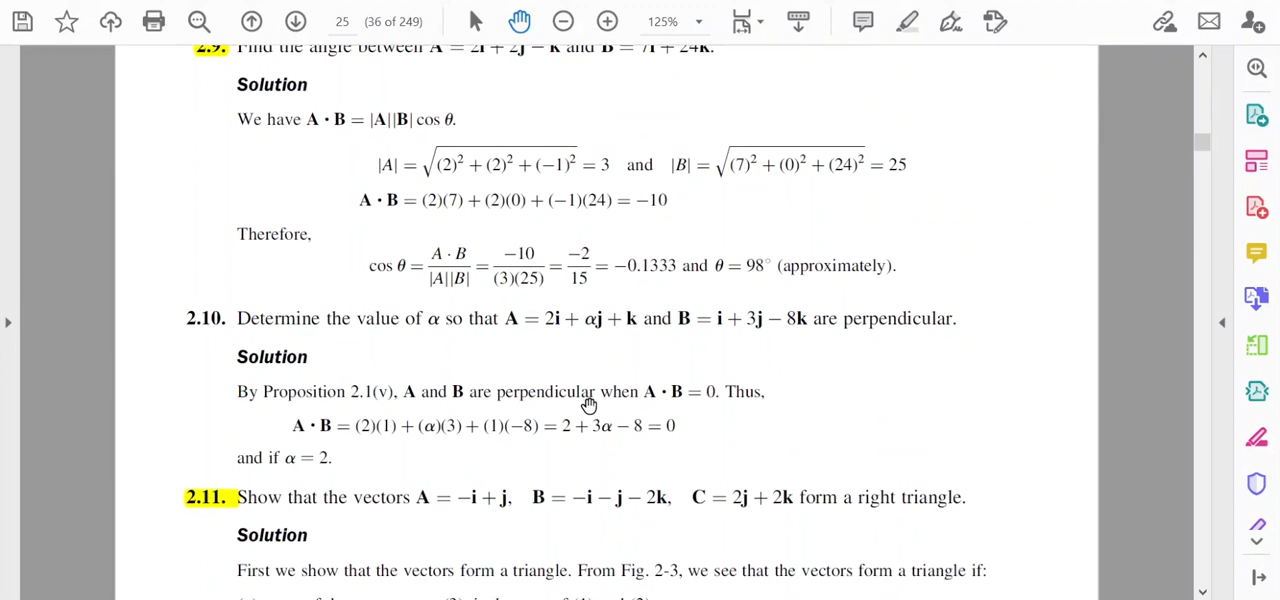 25 (36 of 249) 125%
2.9. Find the angle between A = 2i + 2j − k and B = 7i + 24k.
Solution
We have A · B = |A||B| cos θ.
|A| = √(2)² + (2)² + (−1)² = 3 and |B| = √(7)² + (0)² + (24)² = 25
A · B = (2)(7) + (2)(0) + (−1)(24) = −10
Therefore,
cos θ = A · B / |A||B| = −10 / (3)(25) = −2 / 15 = −0.1333 and θ = 98° (approximately).
2.10. Determine the value of α so that A = 2i + αj + k and B = i + 3j − 8k are perpendicular.
Solution
By Proposition 2.1(v), A and B are perpendicular when A · B = 0. Thus,
A · B = (2)(1) + (α)(3) + (1)(−8) = 2 + 3α − 8 = 0
and if α = 2.
2.11. Show that the vectors A = −i + j, B = −i − j − 2k, C = 2j + 2k form a right triangle.
Solution
First we show that the vectors form a triangle. From Fig. 2-3, we see that the vectors form a triangle if: